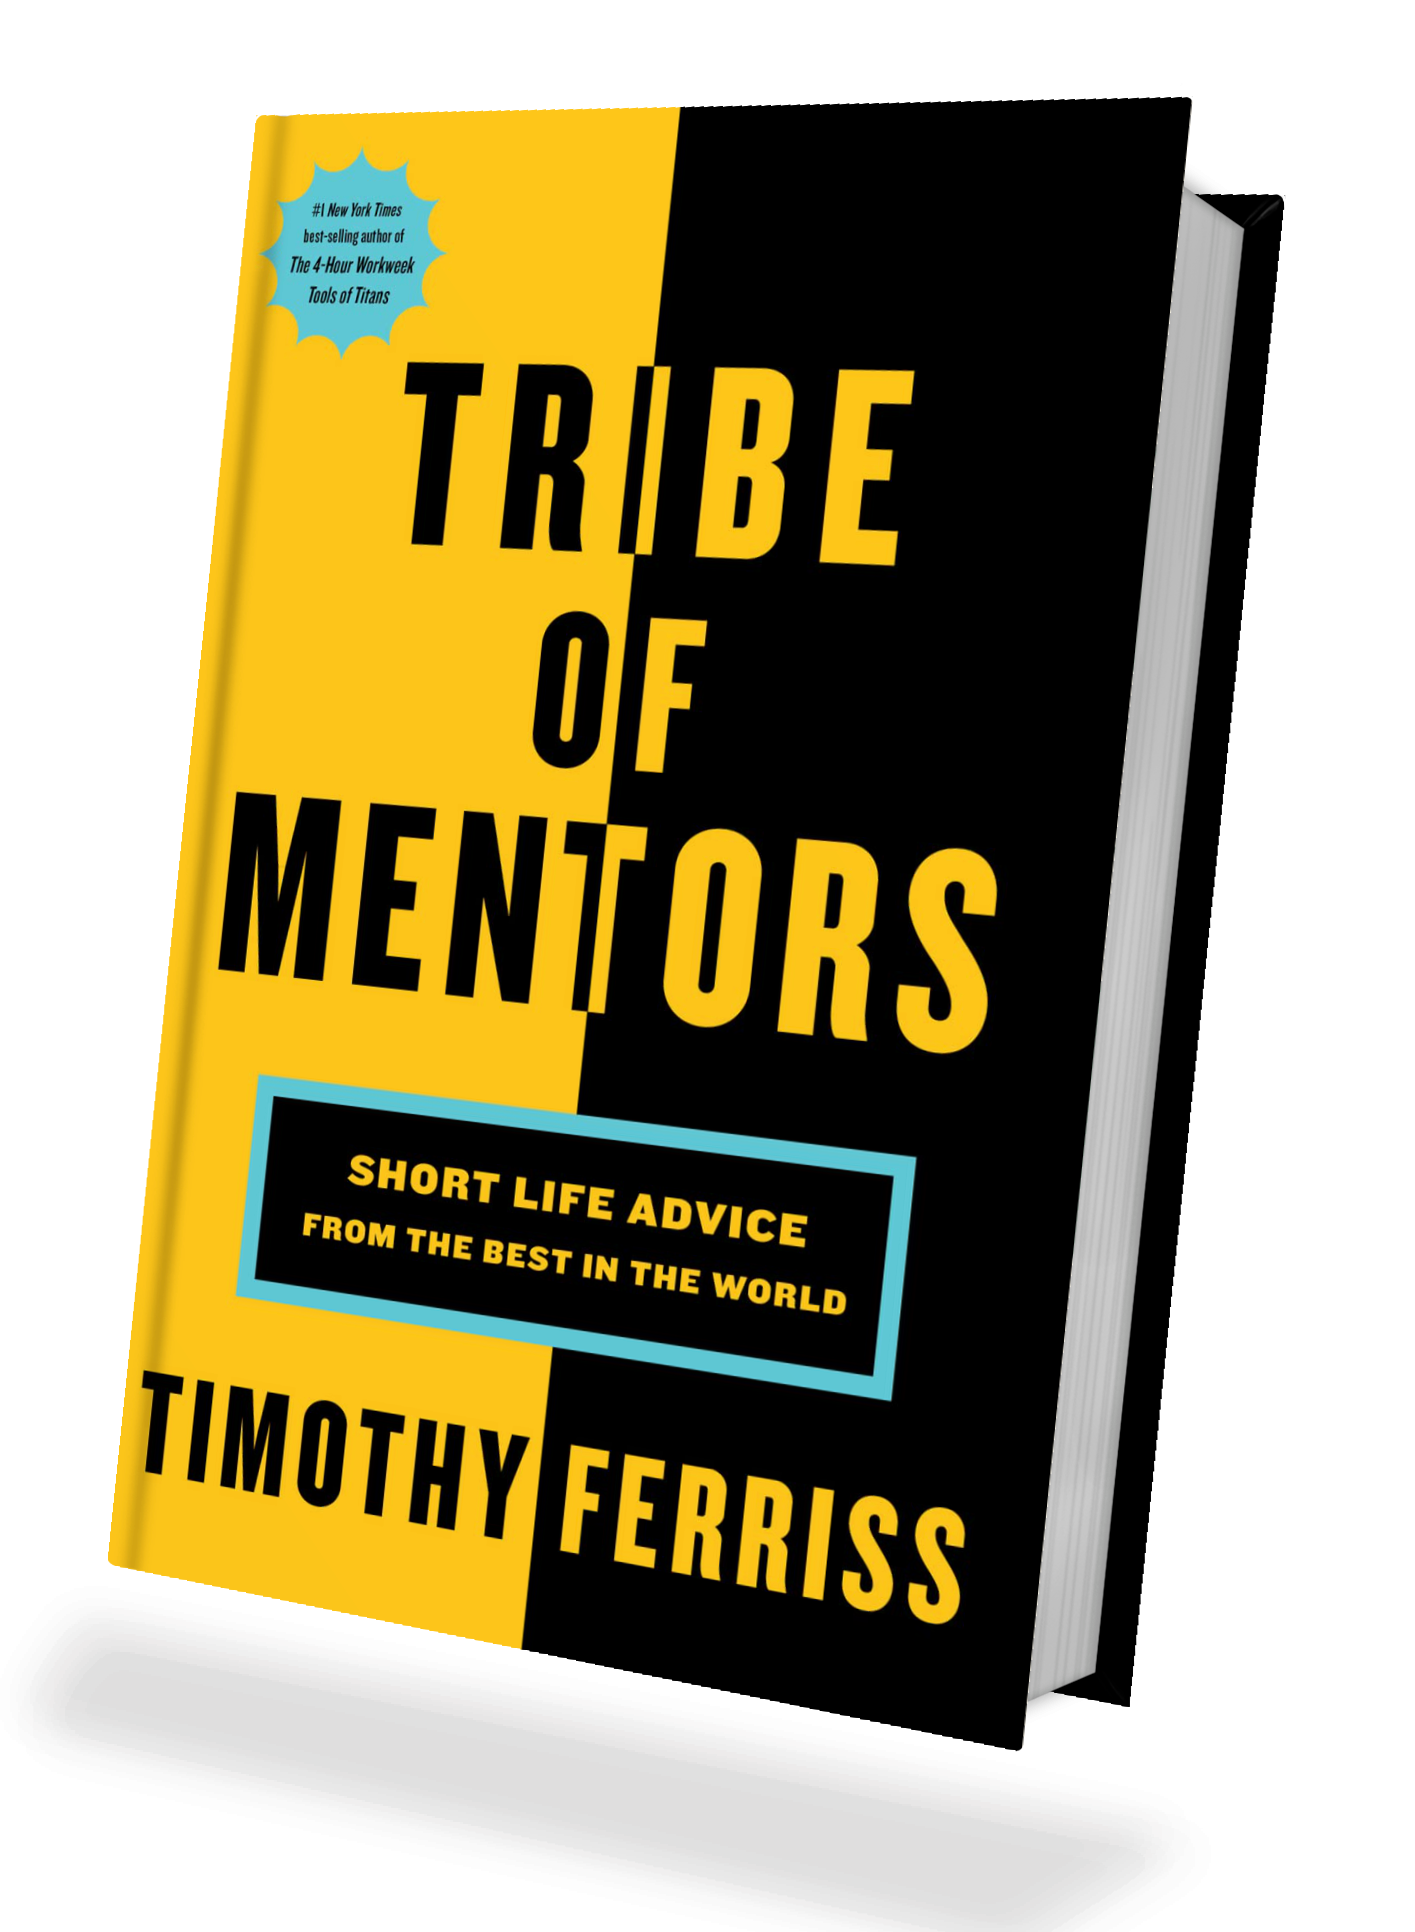 #1 New York Times
best-selling author of
The 4-Hour Workweek
Tools of Titans
TRIBE
OF
MENTORS
SHORT LIFE ADVICE
FROM THE BEST IN THE WORLD
TIMOTHY FERRISS